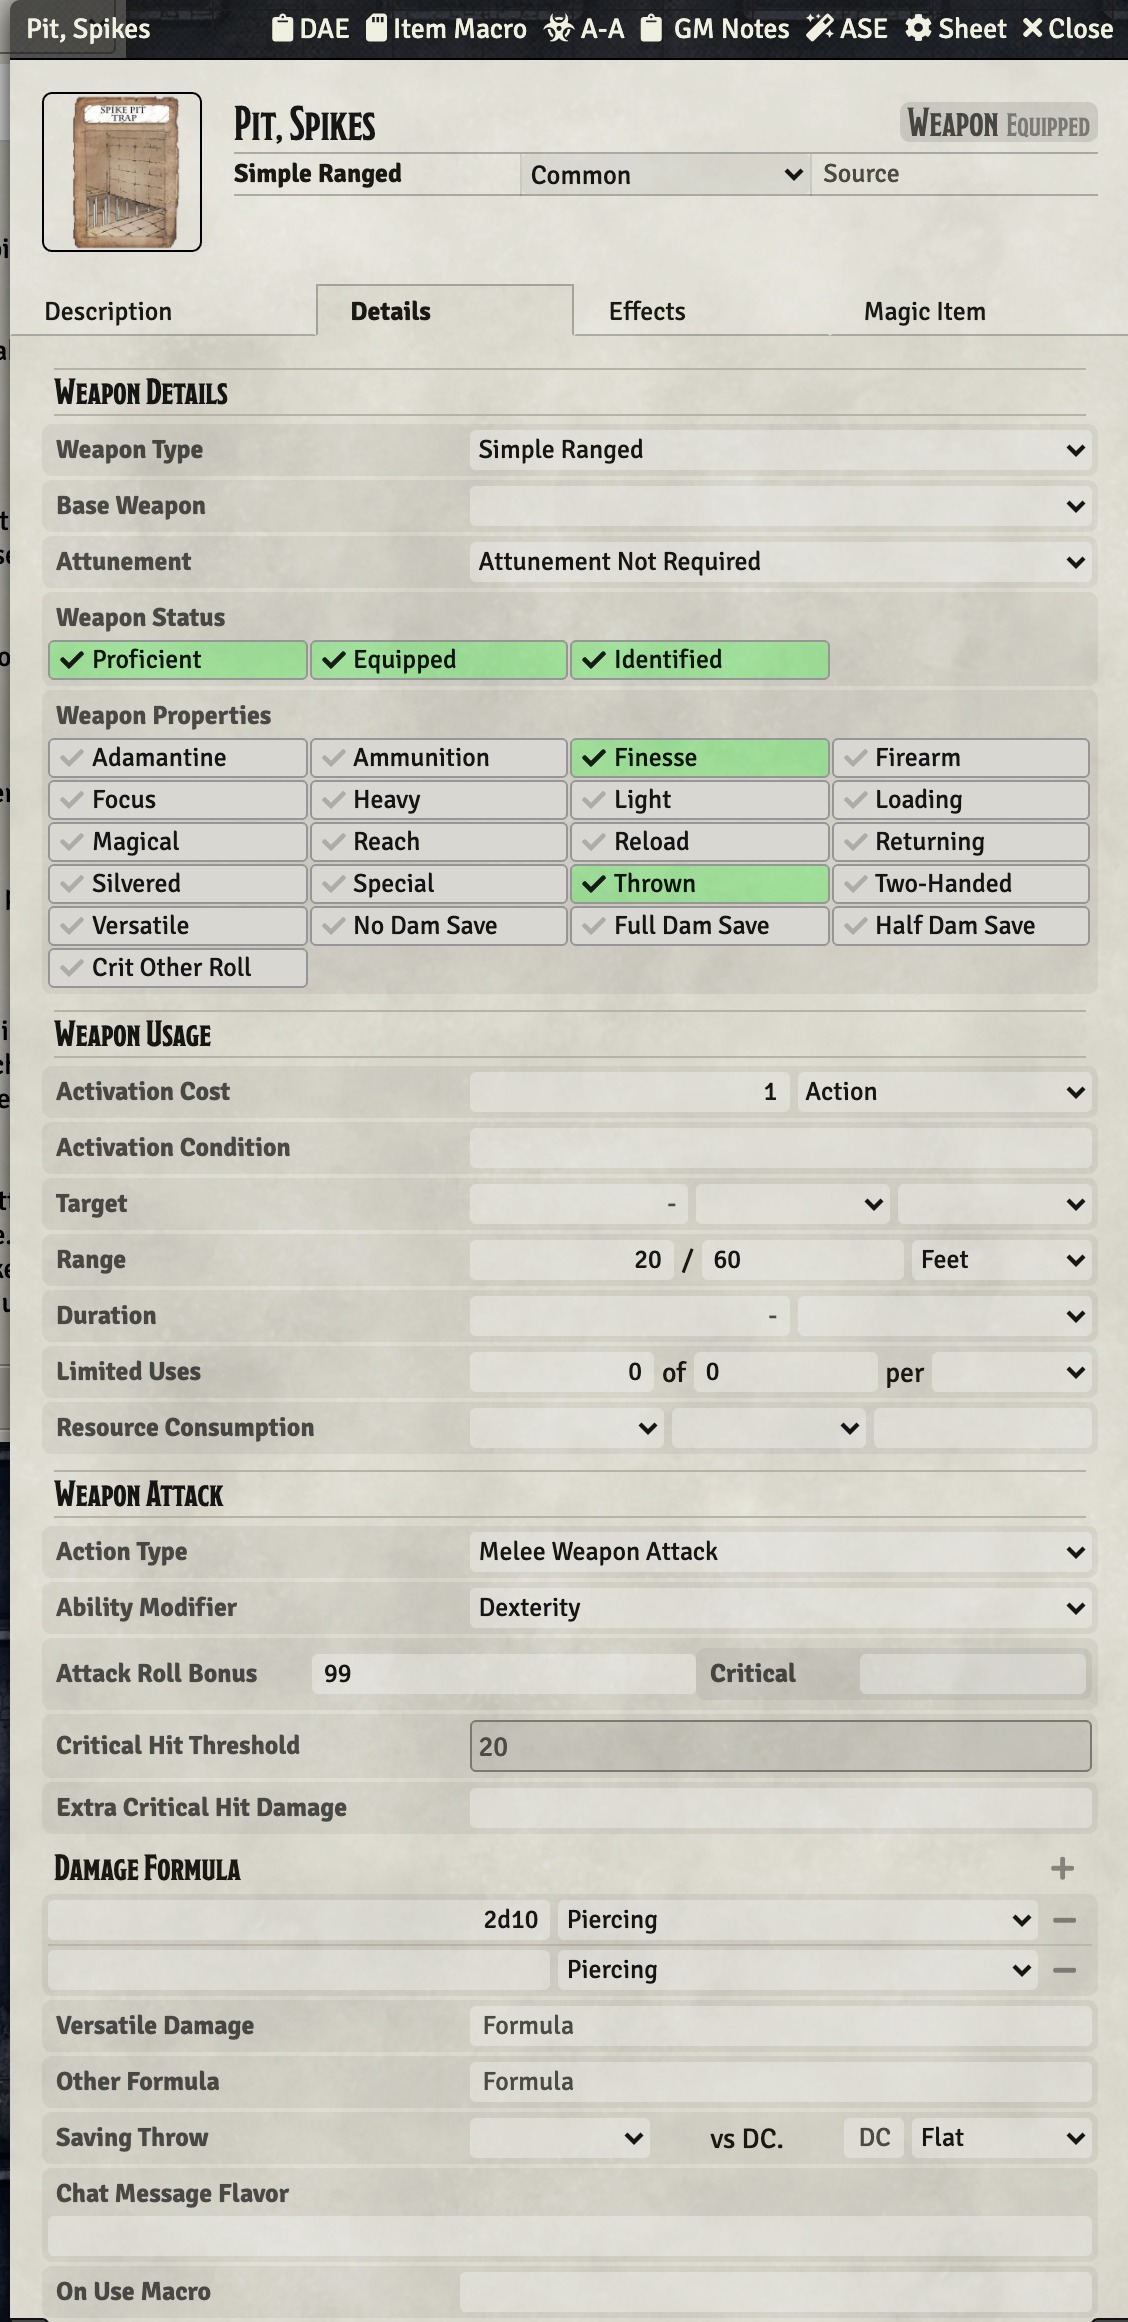 Pit, Spikes DAE Item Macro A-A GM Notes ASE Sheet Close
SPIKE PIT
TRAP
Pit, Spikes
Weapon Equipped
Simple Ranged Common Source
Description Details Effects Magic Item
Weapon Details
Weapon Type Simple Ranged
Base Weapon
Attunement Attunement Not Required
Weapon Status
Proficient Equipped Identified
Weapon Properties
Adamantine Ammunition Finesse Firearm
Focus Heavy Light Loading
Magical Reach Reload Returning
Silvered Special Thrown Two-Handed
Versatile No Dam Save Full Dam Save Half Dam Save
Crit Other Roll
Weapon Usage
Activation Cost 1 Action
Activation Condition
Target -
Range 20 / 60 Feet
Duration -
Limited Uses 0 of 0 per
Resource Consumption
Weapon Attack
Action Type Melee Weapon Attack
Ability Modifier Dexterity
Attack Roll Bonus 99 Critical
Critical Hit Threshold 20
Extra Critical Hit Damage
Damage Formula +
2d10 Piercing
Piercing
Versatile Damage Formula
Other Formula Formula
Saving Throw vs DC. DC Flat
Chat Message Flavor
On Use Macro